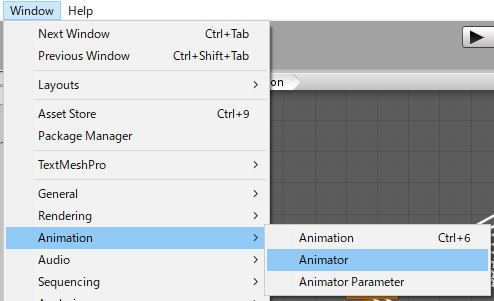 Window Help
Next Window Ctrl+Tab
Previous Window Ctrl+Shift+Tab
Layouts
on
Asset Store Ctrl+9
Package Manager
TextMeshPro
General
Rendering
Animation
Animation Ctrl+6
Audio
Animator
Sequencing
Animator Parameter